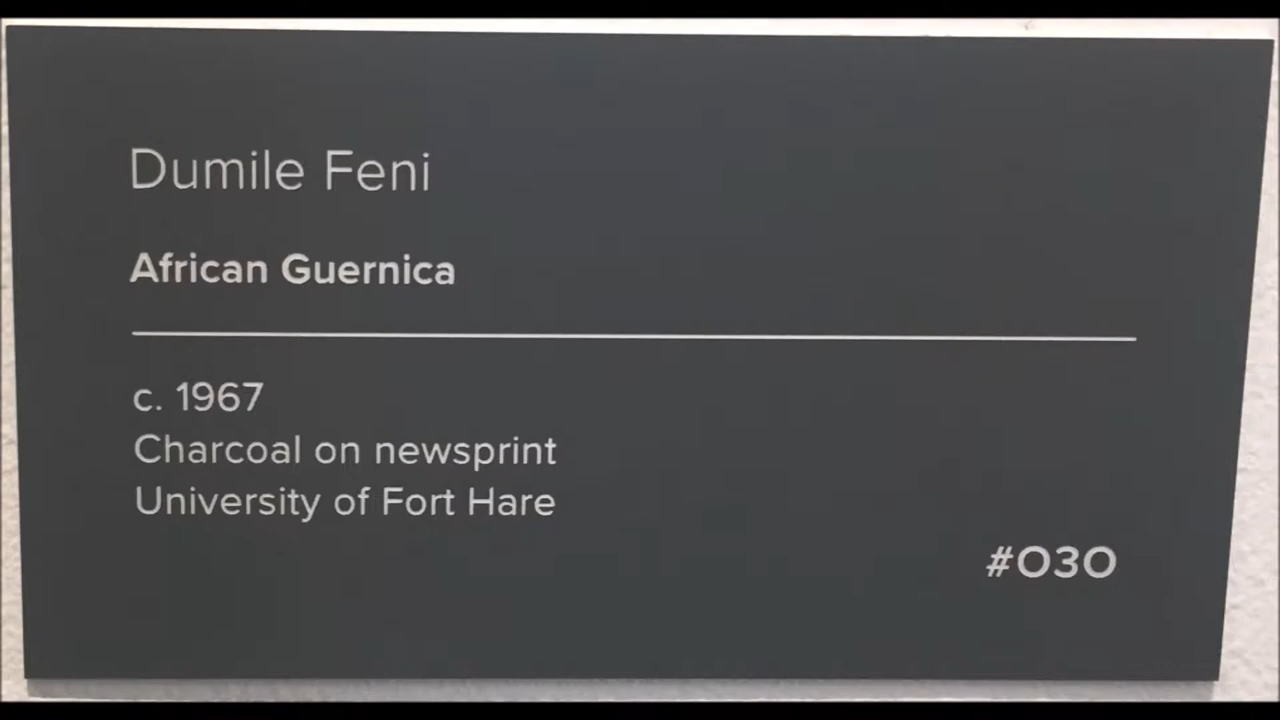 Dumile Feni
African Guernica
c. 1967
Charcoal on newsprint
University of Fort Hare
#030